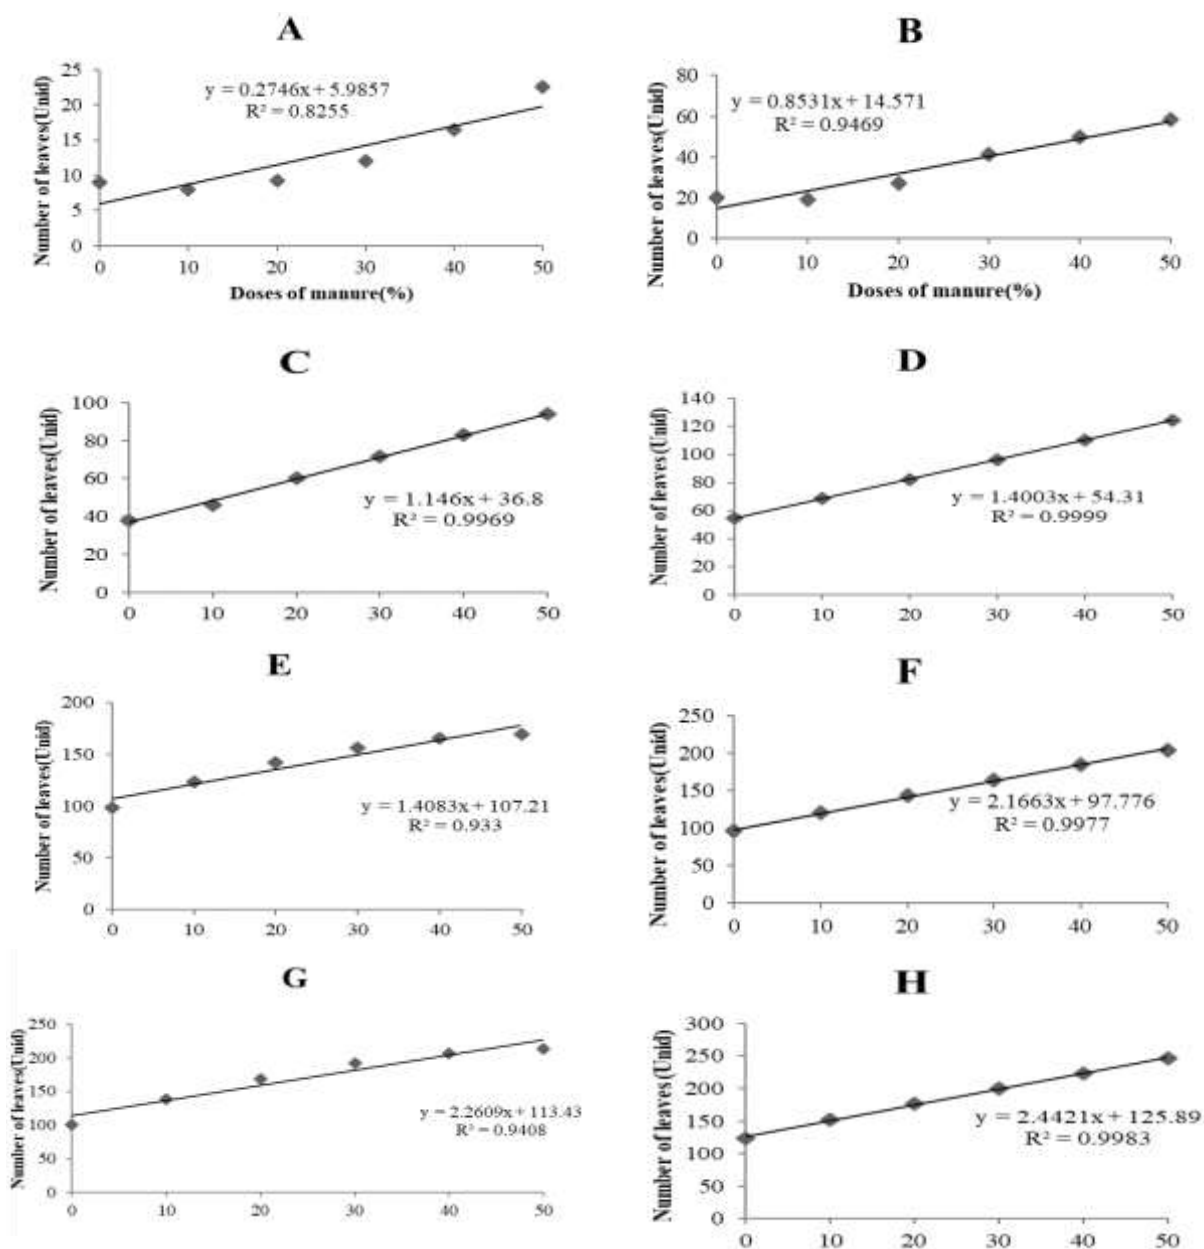 A
Number of leaves(Unid)
25
20
15
10
5
0
y = 0.2746x + 5.9857
R² = 0.8255
0 10 20 30 40 50
Doses of manure(%)
B
Number of leaves(Unid)
80
60
40
20
0
y = 0.8531x + 14.571
R² = 0.9469
0 10 20 30 40 50
Doses of manure(%)
C
Number of leaves(Unid)
100
80
60
40
20
0
y = 1.146x + 36.8
R² = 0.9969
0 10 20 30 40 50
D
Number of leaves(Unid)
140
120
100
80
60
40
20
0
y = 1.4003x + 54.31
R² = 0.9999
0 10 20 30 40 50
E
Number of leaves(Unid)
200
150
100
50
0
y = 1.4083x + 107.21
R² = 0.933
0 10 20 30 40 50
F
Number of leaves(Unid)
250
200
150
100
50
0
y = 2.1663x + 97.776
R² = 0.9977
0 10 20 30 40 50
G
Number of leaves(Unid)
250
200
150
100
50
0
y = 2.2609x + 113.43
R² = 0.9408
0 10 20 30 40 50
H
Number of leaves(Unid)
300
250
200
150
100
50
0
y = 2.4421x + 125.89
R² = 0.9983
0 10 20 30 40 50